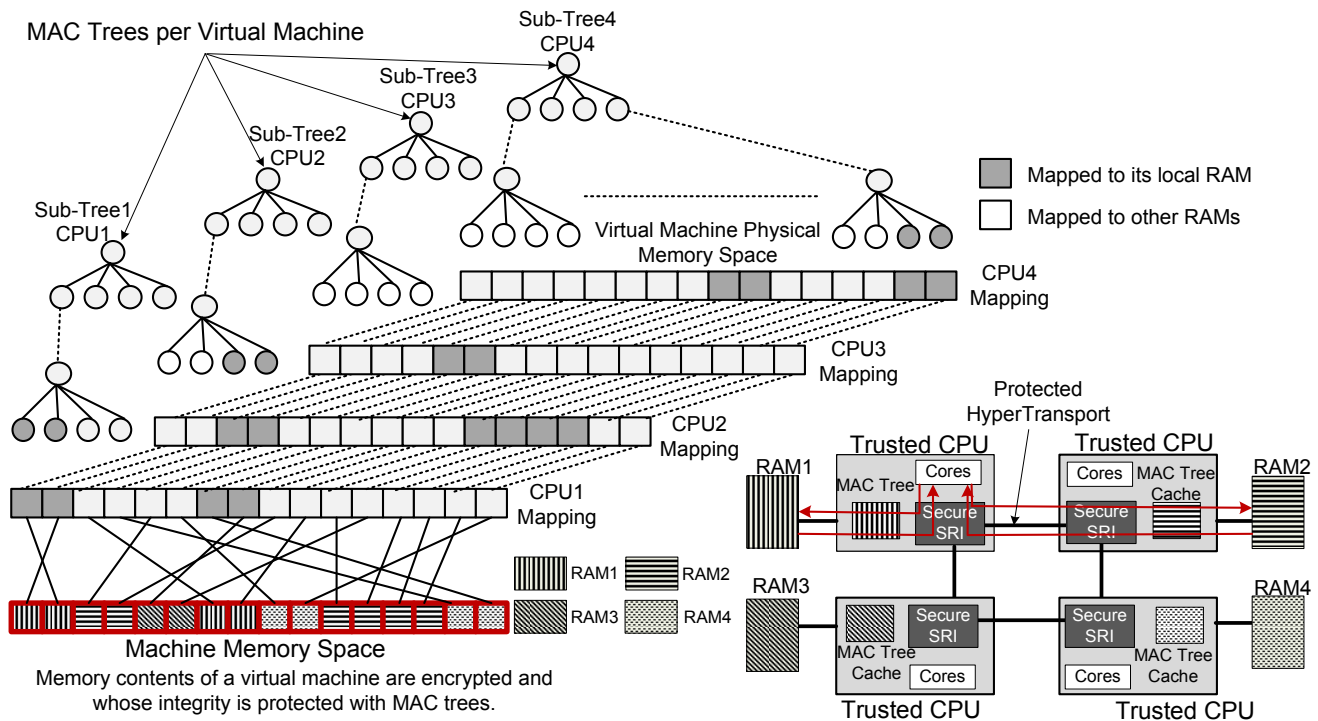 MAC Trees per Virtual Machine
Sub-Tree4
CPU4
Sub-Tree3
CPU3
Sub-Tree2
CPU2
Sub-Tree1
CPU1
Mapped to its local RAM
Mapped to other RAMs
Virtual Machine Physical
Memory Space
CPU4
Mapping
CPU3
Mapping
CPU2
Mapping
CPU1
Mapping
RAM1
RAM2
RAM3
RAM4
Machine Memory Space
Memory contents of a virtual machine are encrypted and
whose integrity is protected with MAC trees.
Protected
HyperTransport
Trusted CPU
Trusted CPU
RAM1
Cores
MAC Tree
Secure
SRI
Cores
MAC Tree
Cache
Secure
SRI
RAM2
RAM3
Secure
SRI
MAC Tree
Cache
Cores
Secure
SRI
MAC Tree
Cache
Cores
RAM4
Trusted CPU
Trusted CPU